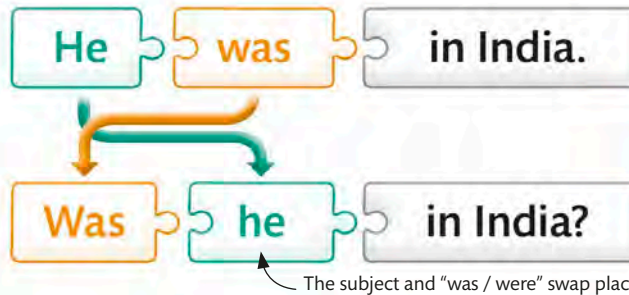 He was in India.
Was he in India?
The subject and “was / were” swap